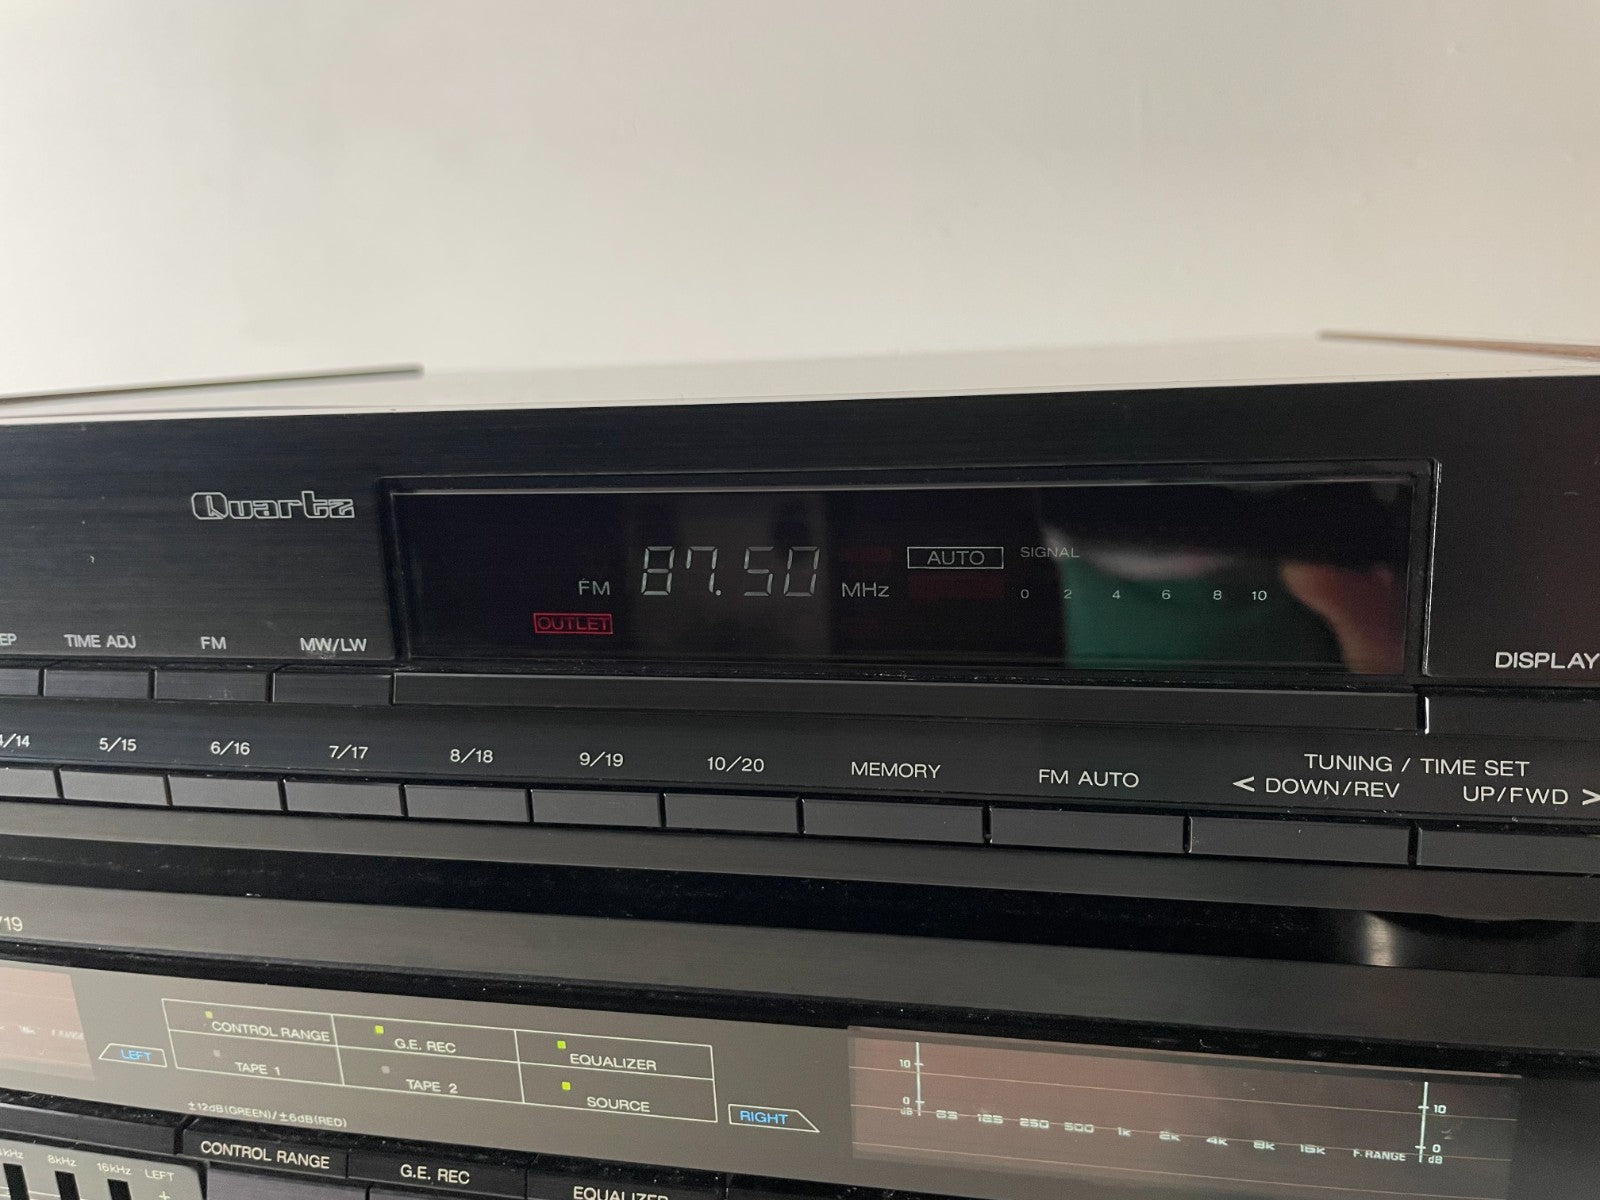 Quartz
FM 87.50 MHz
AUTO
SIGNAL
0 2 4 6 8 10
OUTLET
TIME ADJ FM MW/LW
DISPLAY
5/15 6/16 7/17 8/18 9/19 10/20 MEMORY FM AUTO
TUNING / TIME SET
< DOWN/REV UP/FWD >
/19
CONTROL RANGE G.E. REC EQUALIZER
TAPE 1 TAPE 2 SOURCE
LEFT
RIGHT
±12dB(GREEN)/±6dB(RED)
10
0
dB 63 125 250 500 1k 2k 4k 8k 16k F.RANGE
10
0
dB
16k F.RANGE
8kHz 16kHz LEFT
+
CONTROL RANGE G.E. REC EQUALIZER